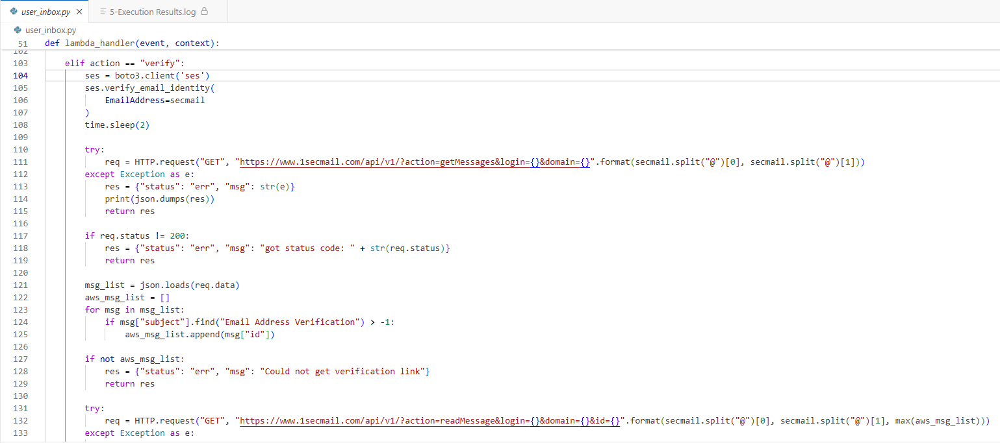 user_inbox.py
5-Execution Results.log
user_inbox.py
51 def lambda_handler(event, context):
102
103 elif action == "verify":
104 ses = boto3.client('ses')
105 ses.verify_email_identity(
106 EmailAddress=secmail
107 )
108 time.sleep(2)
109
110 try:
111 req = HTTP.request("GET", "https://www.1secmail.com/api/v1/?action=getMessages&login={}&domain={}".format(secmail.split("@")[0], secmail.split("@")[1]))
112 except Exception as e:
113 res = {"status": "err", "msg": str(e)}
114 print(json.dumps(res))
115 return res
116
117 if req.status != 200:
118 res = {"status": "err", "msg": "got status code: " + str(req.status)}
119 return res
120
121 msg_list = json.loads(req.data)
122 aws_msg_list = []
123 for msg in msg_list:
124 if msg["subject"].find("Email Address Verification") > -1:
125 aws_msg_list.append(msg["id"])
126
127 if not aws_msg_list:
128 res = {"status": "err", "msg": "Could not get verification link"}
129 return res
130
131 try:
132 req = HTTP.request("GET", "https://www.1secmail.com/api/v1/?action=readMessage&login={}&domain={}&id={}".format(secmail.split("@")[0], secmail.split("@")[1], max(aws_msg_list)))
133 except Exception as e: